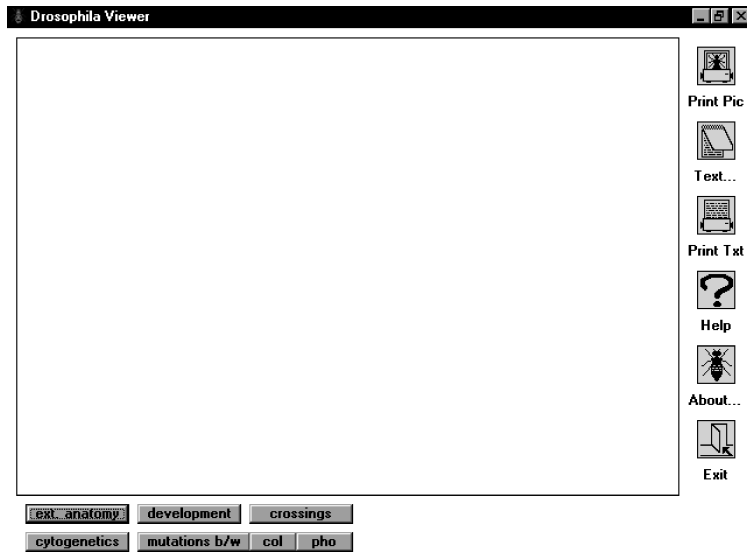 Drosophila Viewer
Print Pic
Text...
Print Txt
Help
About...
Exit
ext. anatomy development crossings
cytogenetics mutations b/w col pho